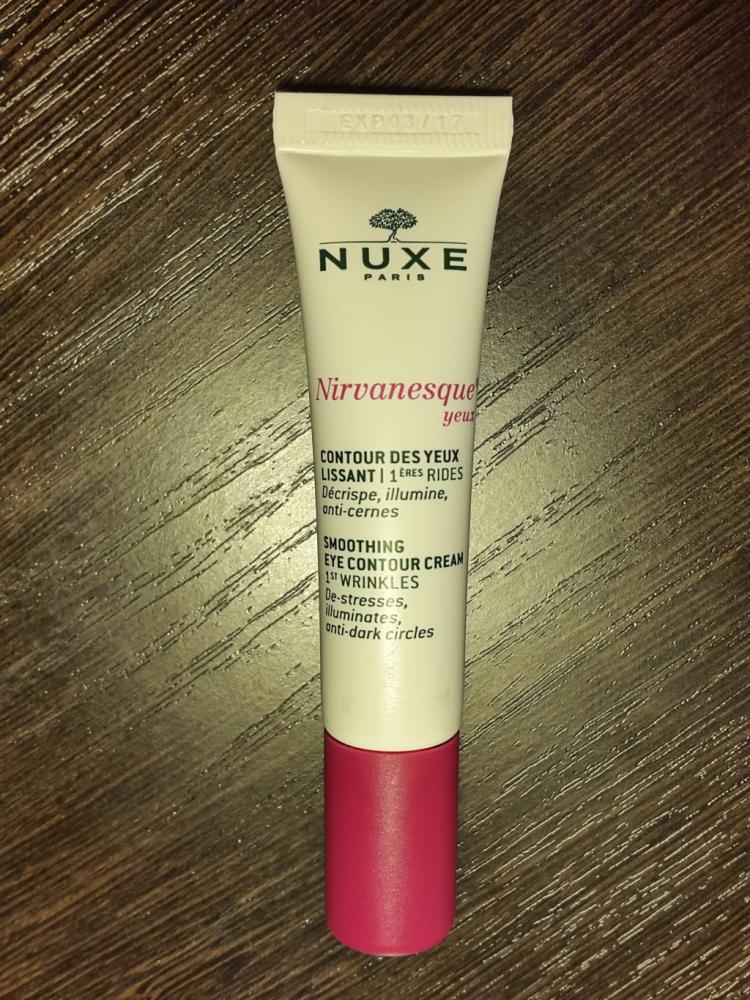 EXP03/17
NUXE
PARIS
Nirvanesque
yeux
CONTOUR DES YEUX
LISSANT | 1ÈRES RIDES
Décrispe, illumine,
anti-cernes
SMOOTHING
EYE CONTOUR CREAM
1ST WRINKLES
De-stresses,
illuminates,
anti-dark circles